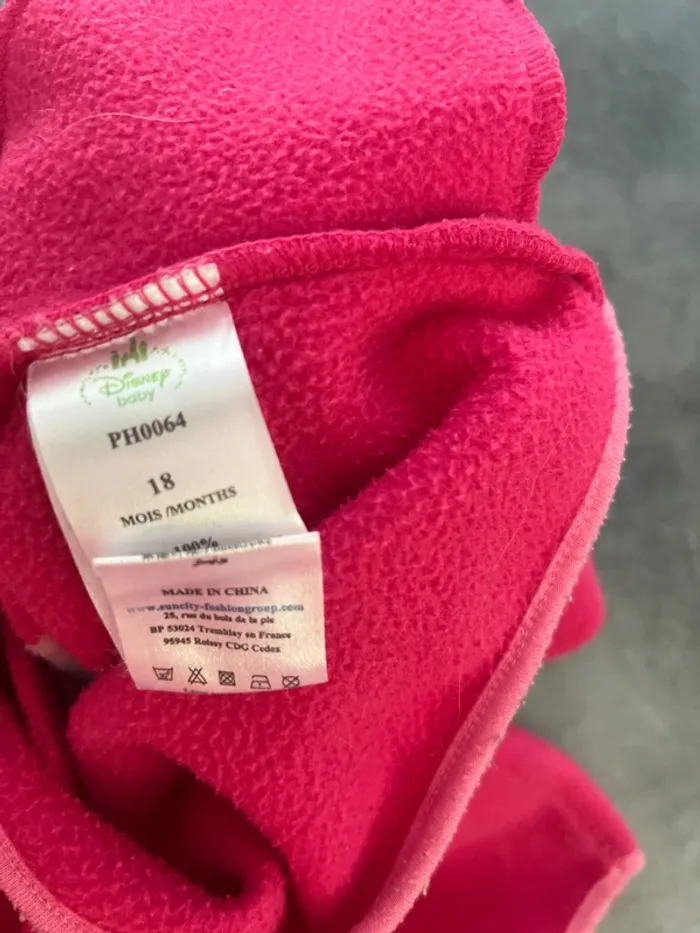 Disney
baby
PH0064
18
MOIS /MONTHS
100%
MADE IN CHINA
www.suncity-fashiongroup.com
25, rue du bois de la pie
BP 53024 Tremblay en France
95945 Roissy CDG Cedex